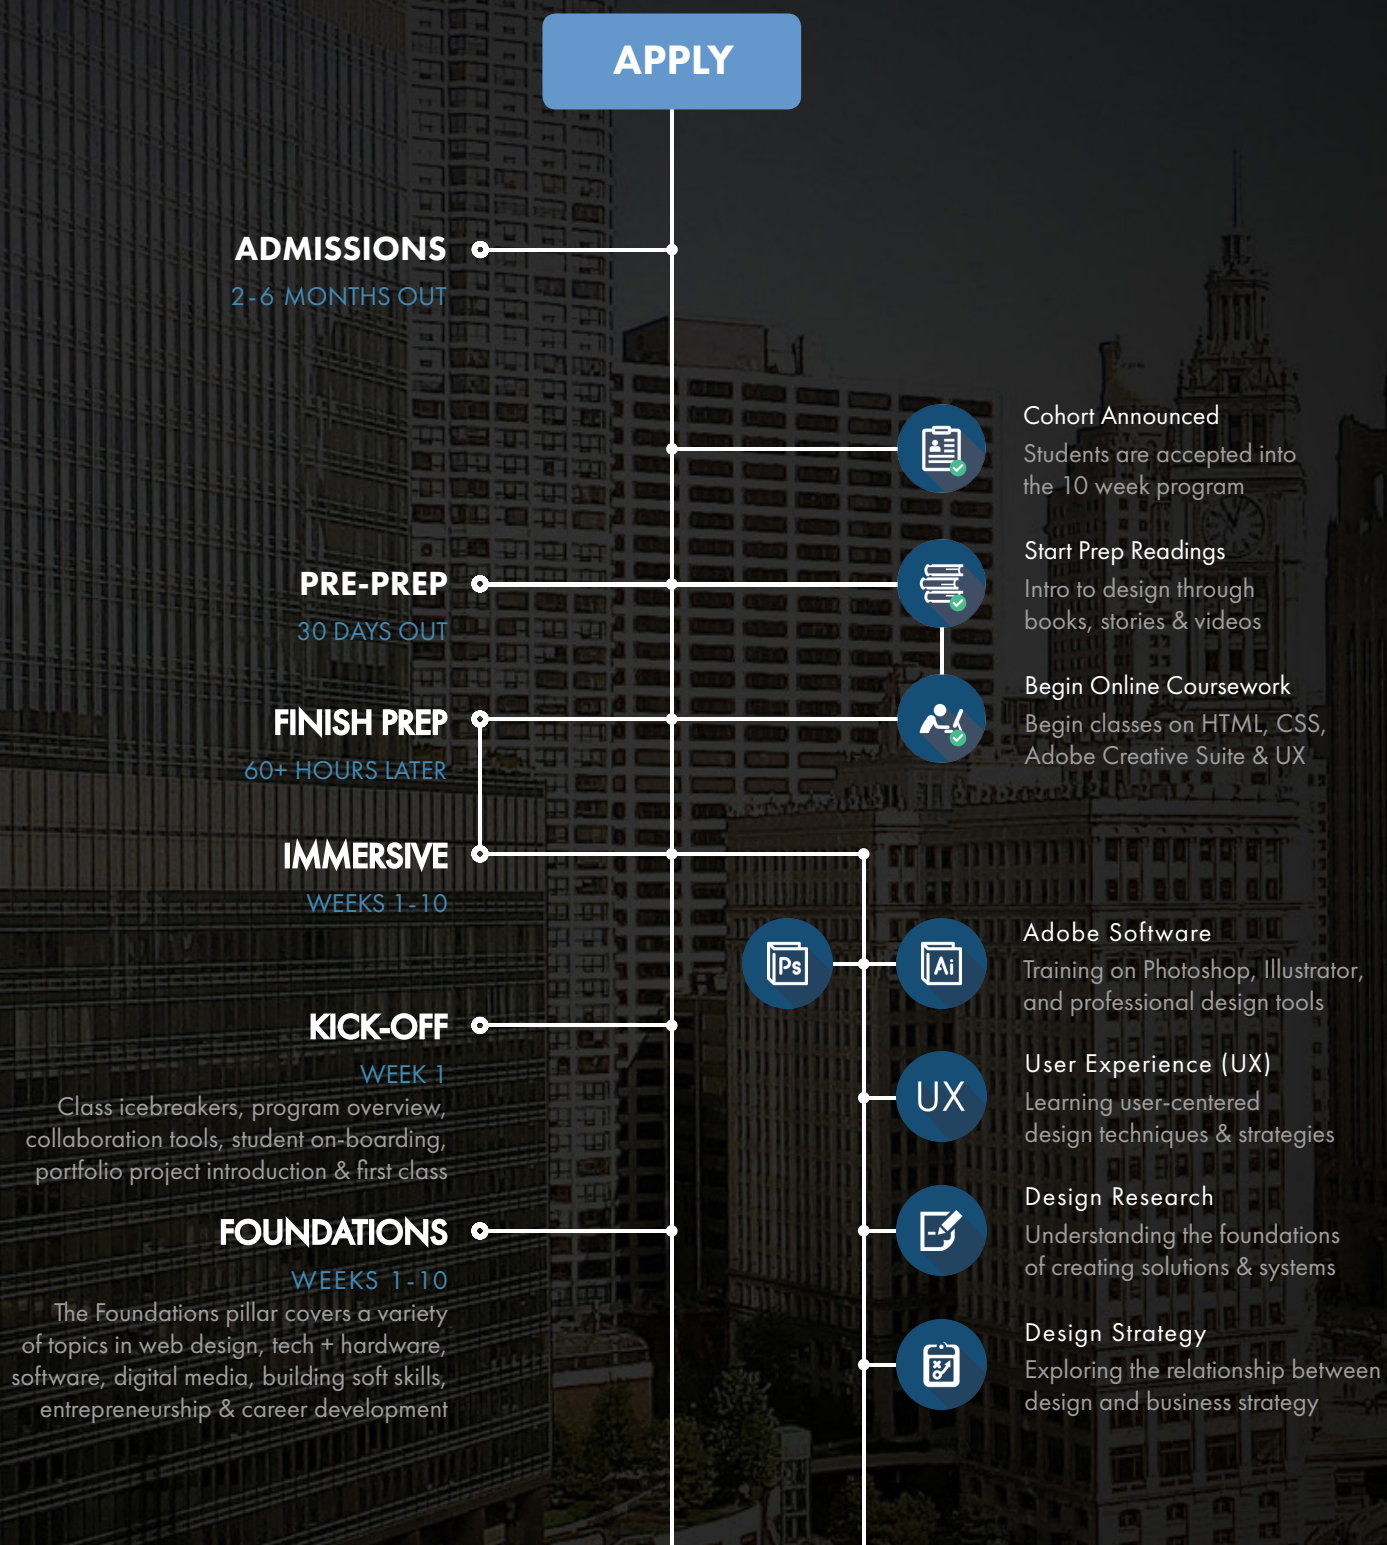 APPLY
ADMISSIONS
2-6 MONTHS OUT
Cohort Announced
Students are accepted into
the 10 week program
PRE-PREP
30 DAYS OUT
Start Prep Readings
Intro to design through
books, stories & videos
FINISH PREP
60+ HOURS LATER
Begin Online Coursework
Begin classes on HTML, CSS,
Adobe Creative Suite & UX
IMMERSIVE
WEEKS 1-10
Ps
Ai
Adobe Software
Training on Photoshop, Illustrator,
and professional design tools
KICK-OFF
WEEK 1
Class icebreakers, program overview,
collaboration tools, student on-boarding,
portfolio project introduction & first class
UX
User Experience (UX)
Learning user-centered
design techniques & strategies
FOUNDATIONS
WEEKS 1-10
The Foundations pillar covers a variety
of topics in web design, tech + hardware,
software, digital media, building soft skills,
entrepreneurship & career development
Design Research
Understanding the foundations
of creating solutions & systems
Design Strategy
Exploring the relationship between
design and business strategy